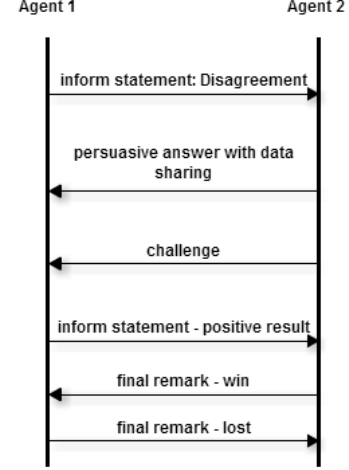 Agent 1 Agent 2
inform statement: Disagreement
persuasive answer with data
sharing
challenge
inform statement - positive result
final remark - win
final remark - lost